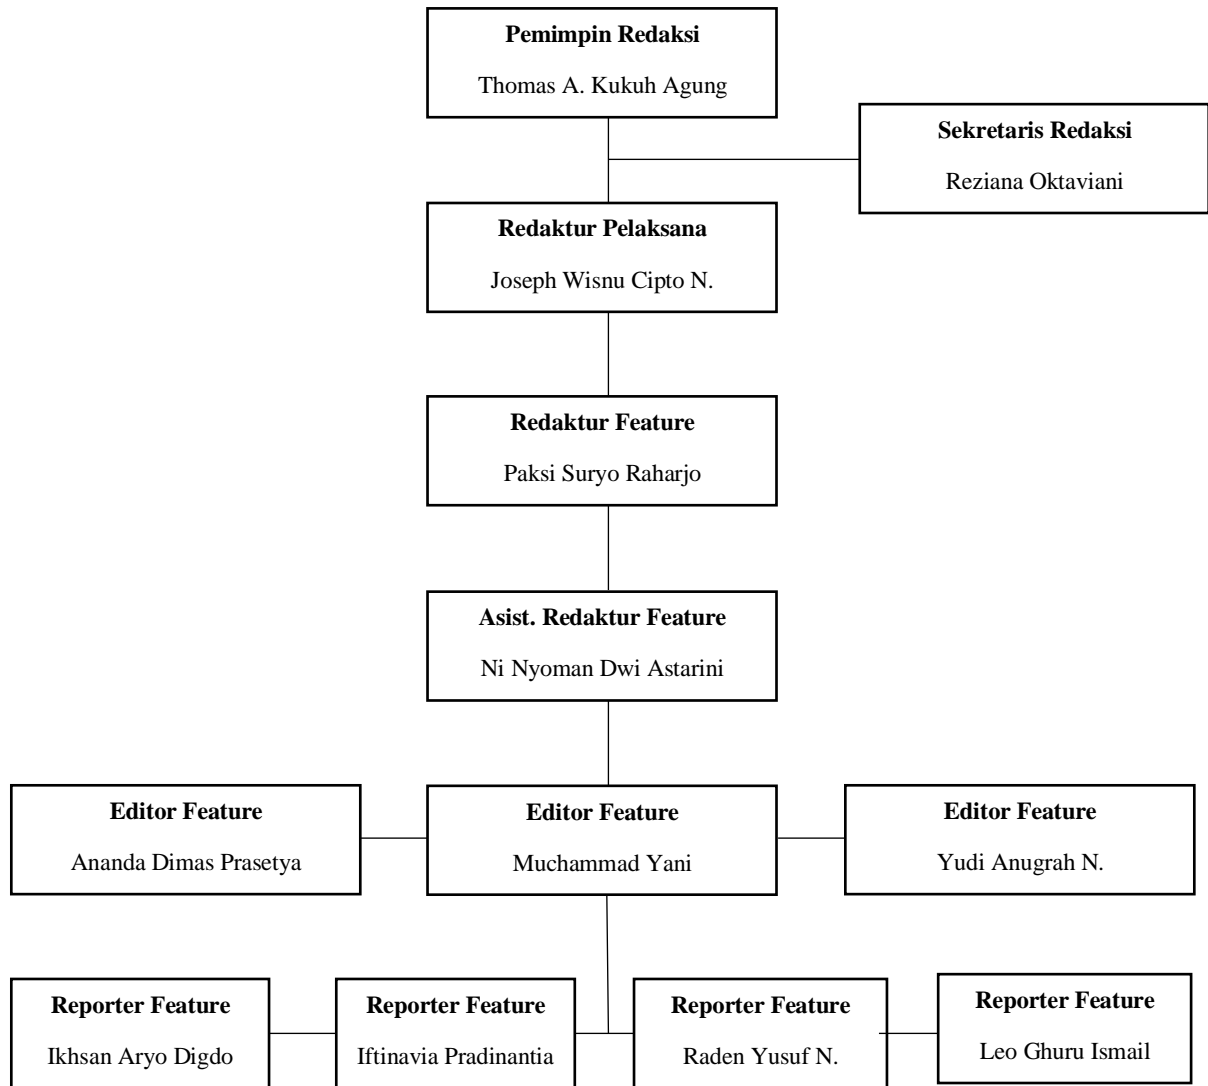 Pemimpin Redaksi
Thomas A. Kukuh Agung
Sekretaris Redaksi
Reziana Oktaviani
Redaktur Pelaksana
Joseph Wisnu Cipto N.
Redaktur Feature
Paksi Suryo Raharjo
Asist. Redaktur Feature
Ni Nyoman Dwi Astarini
Editor Feature
Ananda Dimas Prasetya
Editor Feature
Muchammad Yani
Editor Feature
Yudi Anugrah N.
Reporter Feature
Ikhsan Aryo Digdo
Reporter Feature
Iftinavia Pradinantia
Reporter Feature
Raden Yusuf N.
Reporter Feature
Leo Ghuru Ismail